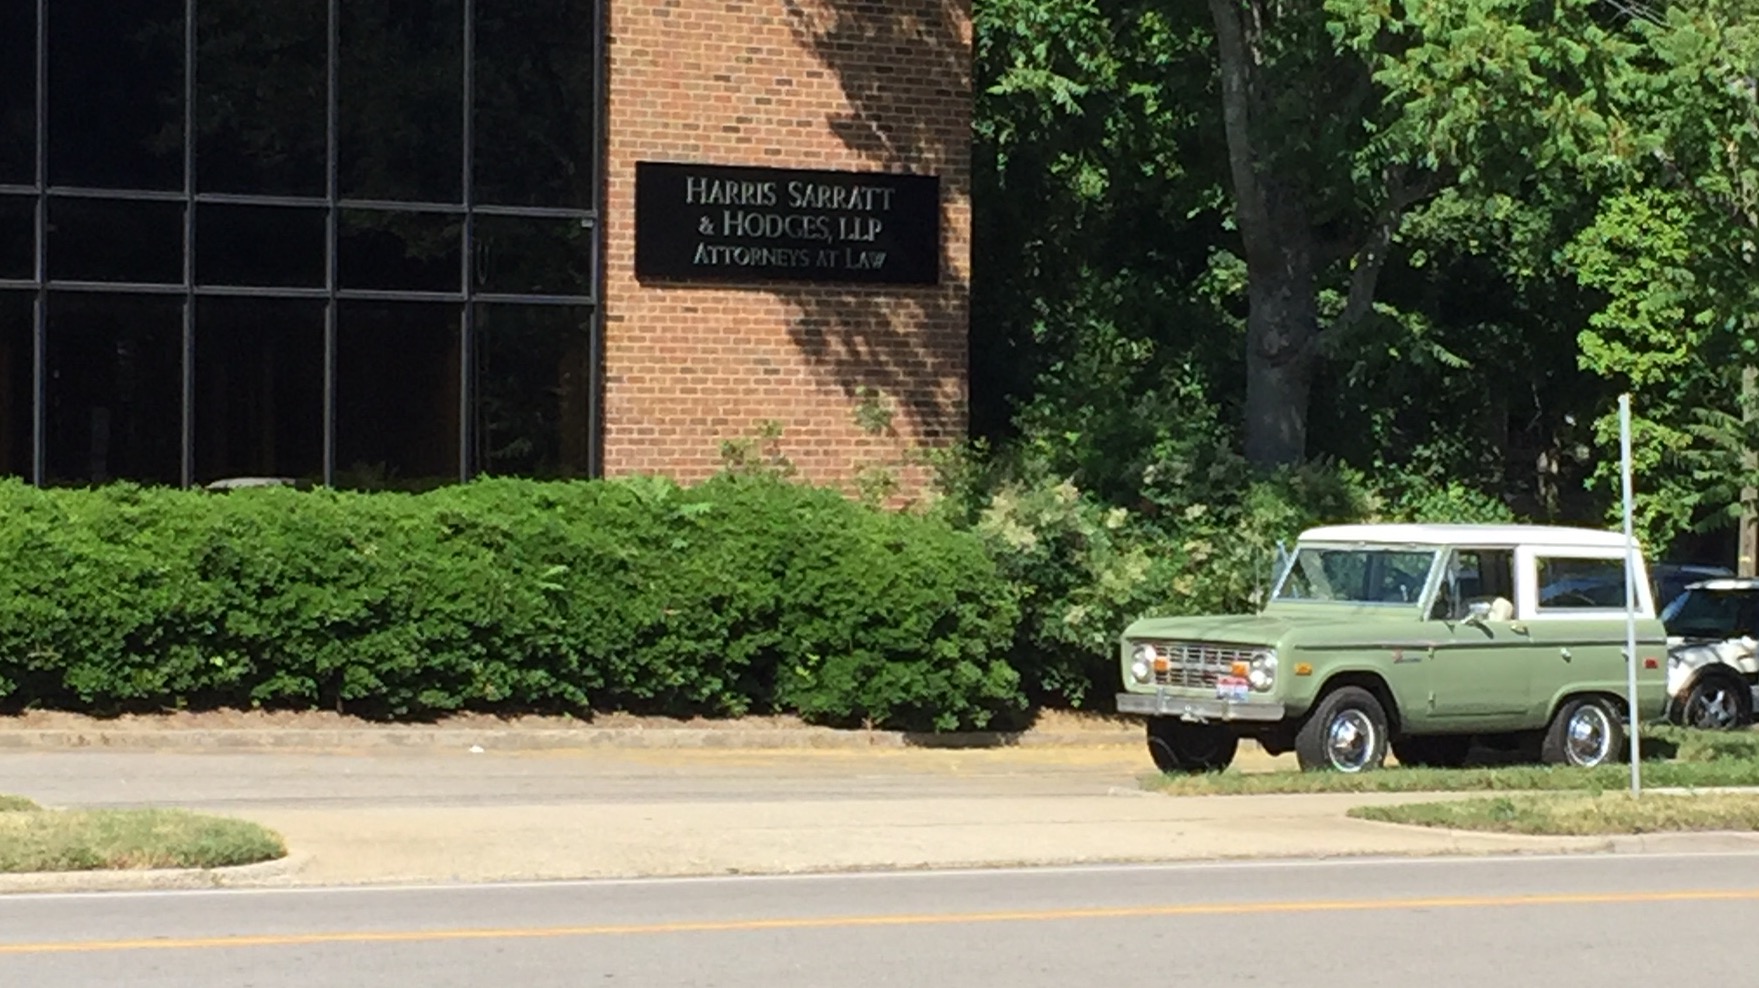 HARRIS SARRATT
& HODGES, LLP
ATTORNEYS AT LAW